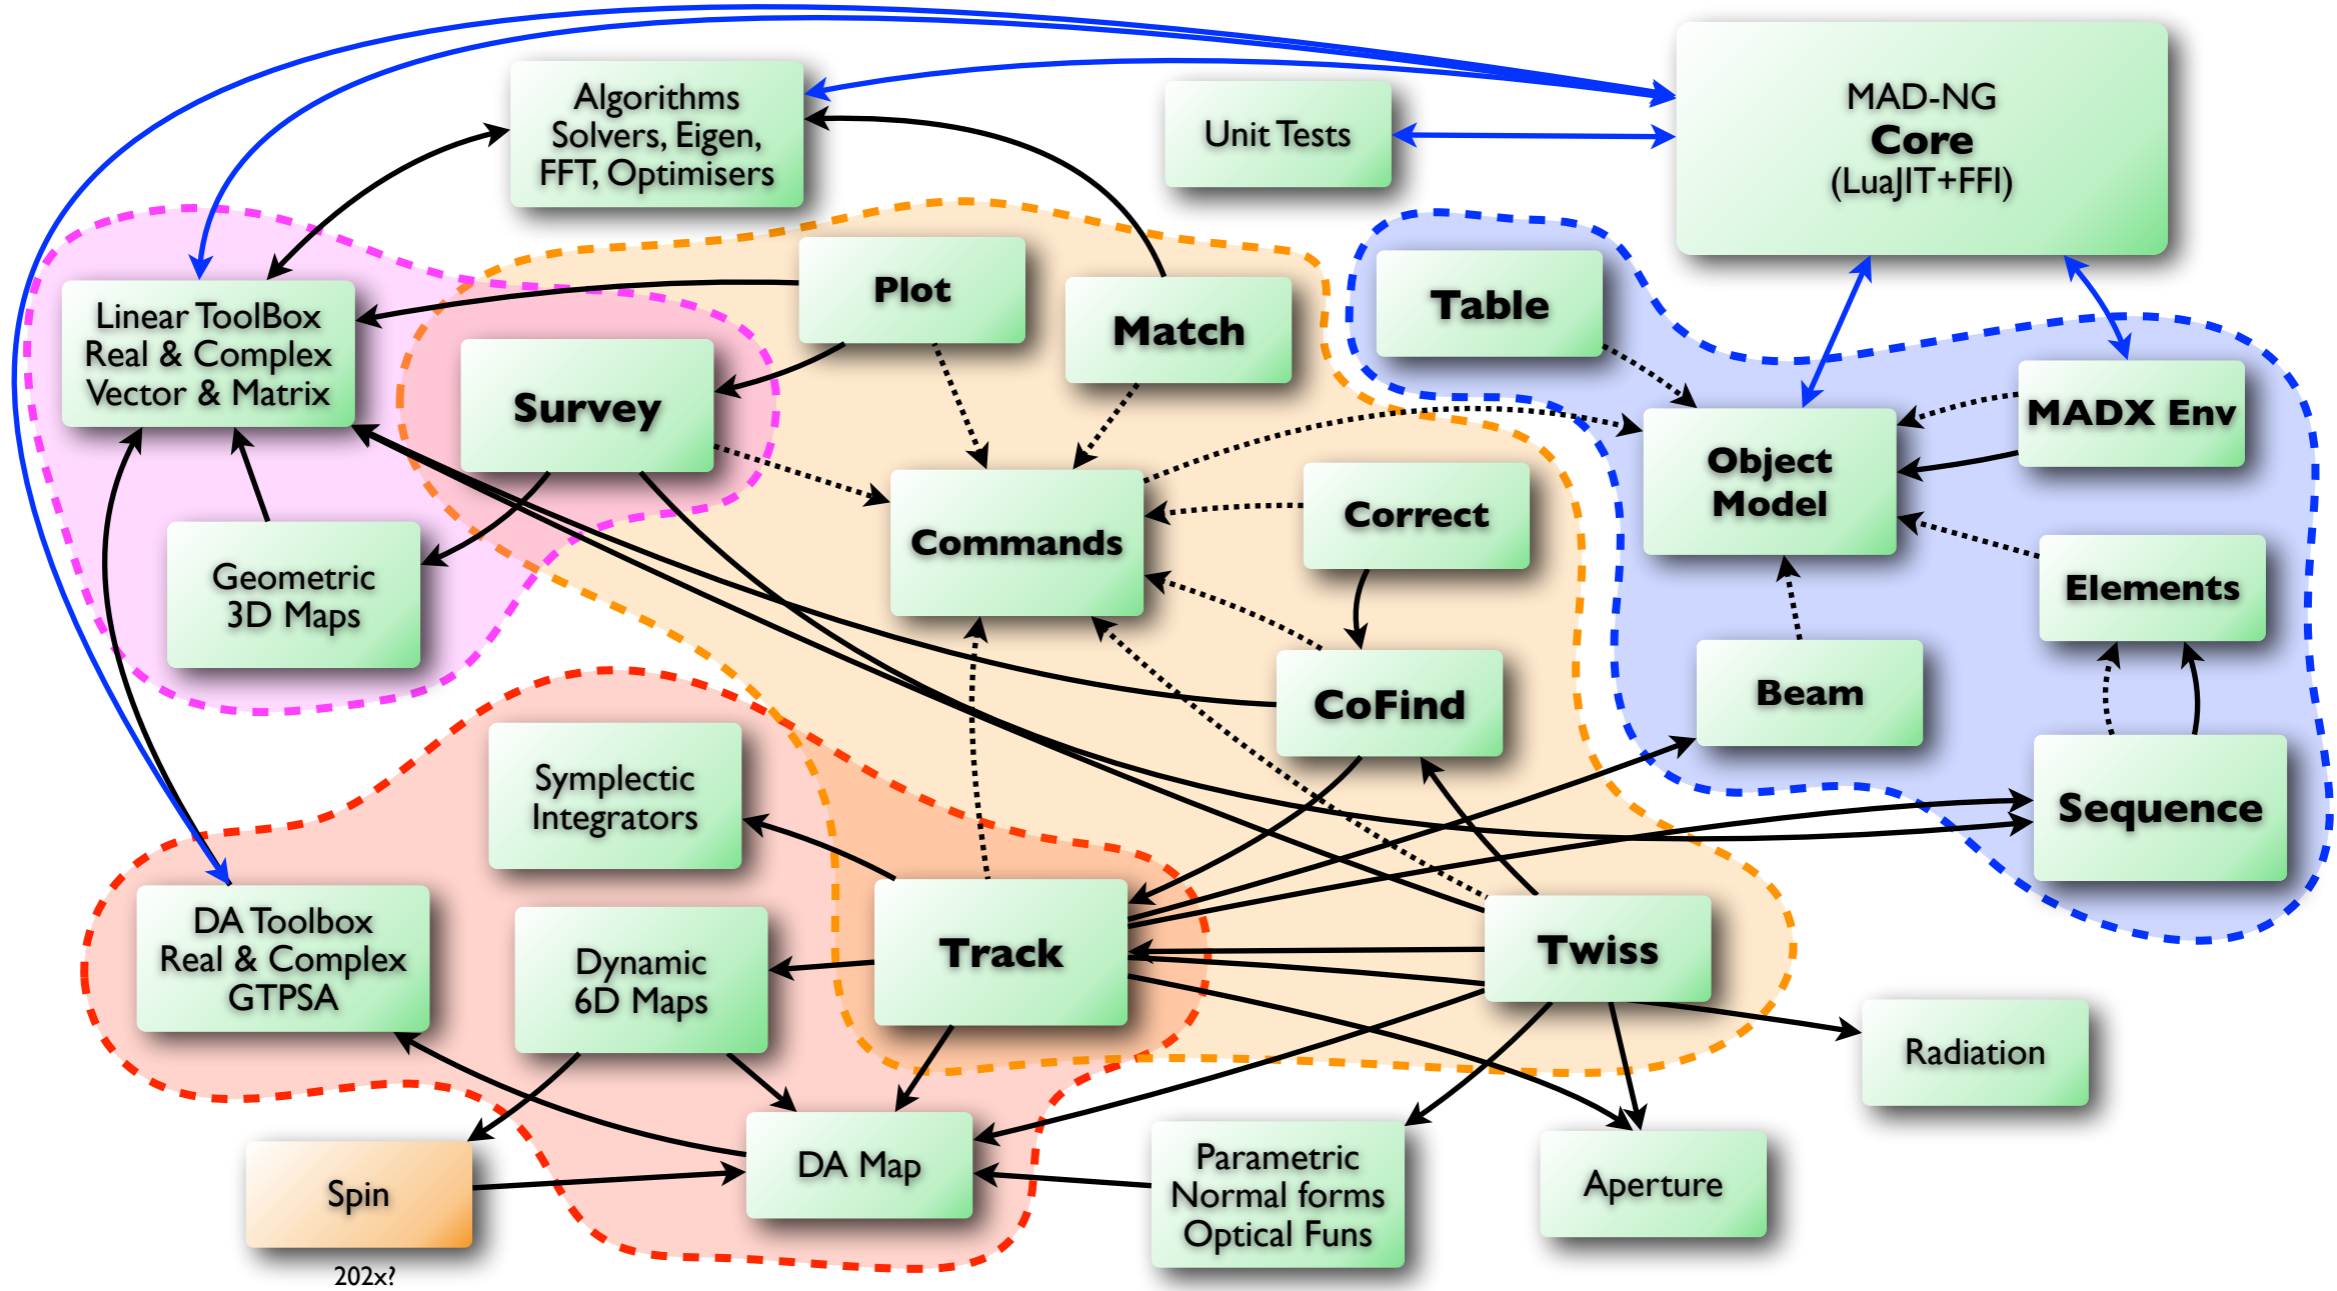 Algorithms
Solvers, Eigen,
FFT, Optimisers
Unit Tests
MAD-NG
Core
(LuaJIT+FFI)
Plot
Match
Table
Linear ToolBox
Real & Complex
Vector & Matrix
Survey
MADX Env
Object
Model
Commands
Correct
Geometric
3D Maps
Elements
CoFind
Beam
Symplectic
Integrators
Sequence
DA Toolbox
Real & Complex
GTPSA
Dynamic
6D Maps
Track
Twiss
Radiation
Spin
202x?
DA Map
Parametric
Normal forms
Optical Funs
Aperture